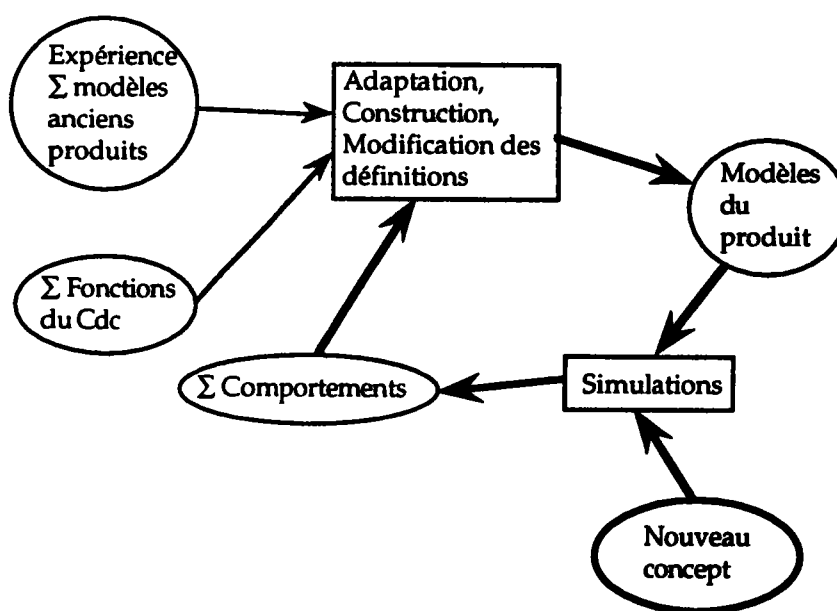 Expérience
∑ modèles
anciens
produits
Adaptation,
Construction,
Modification des
définitions
Modèles
du
produit
∑ Fonctions
du Cdc
∑ Comportements
Simulations
Nouveau
concept